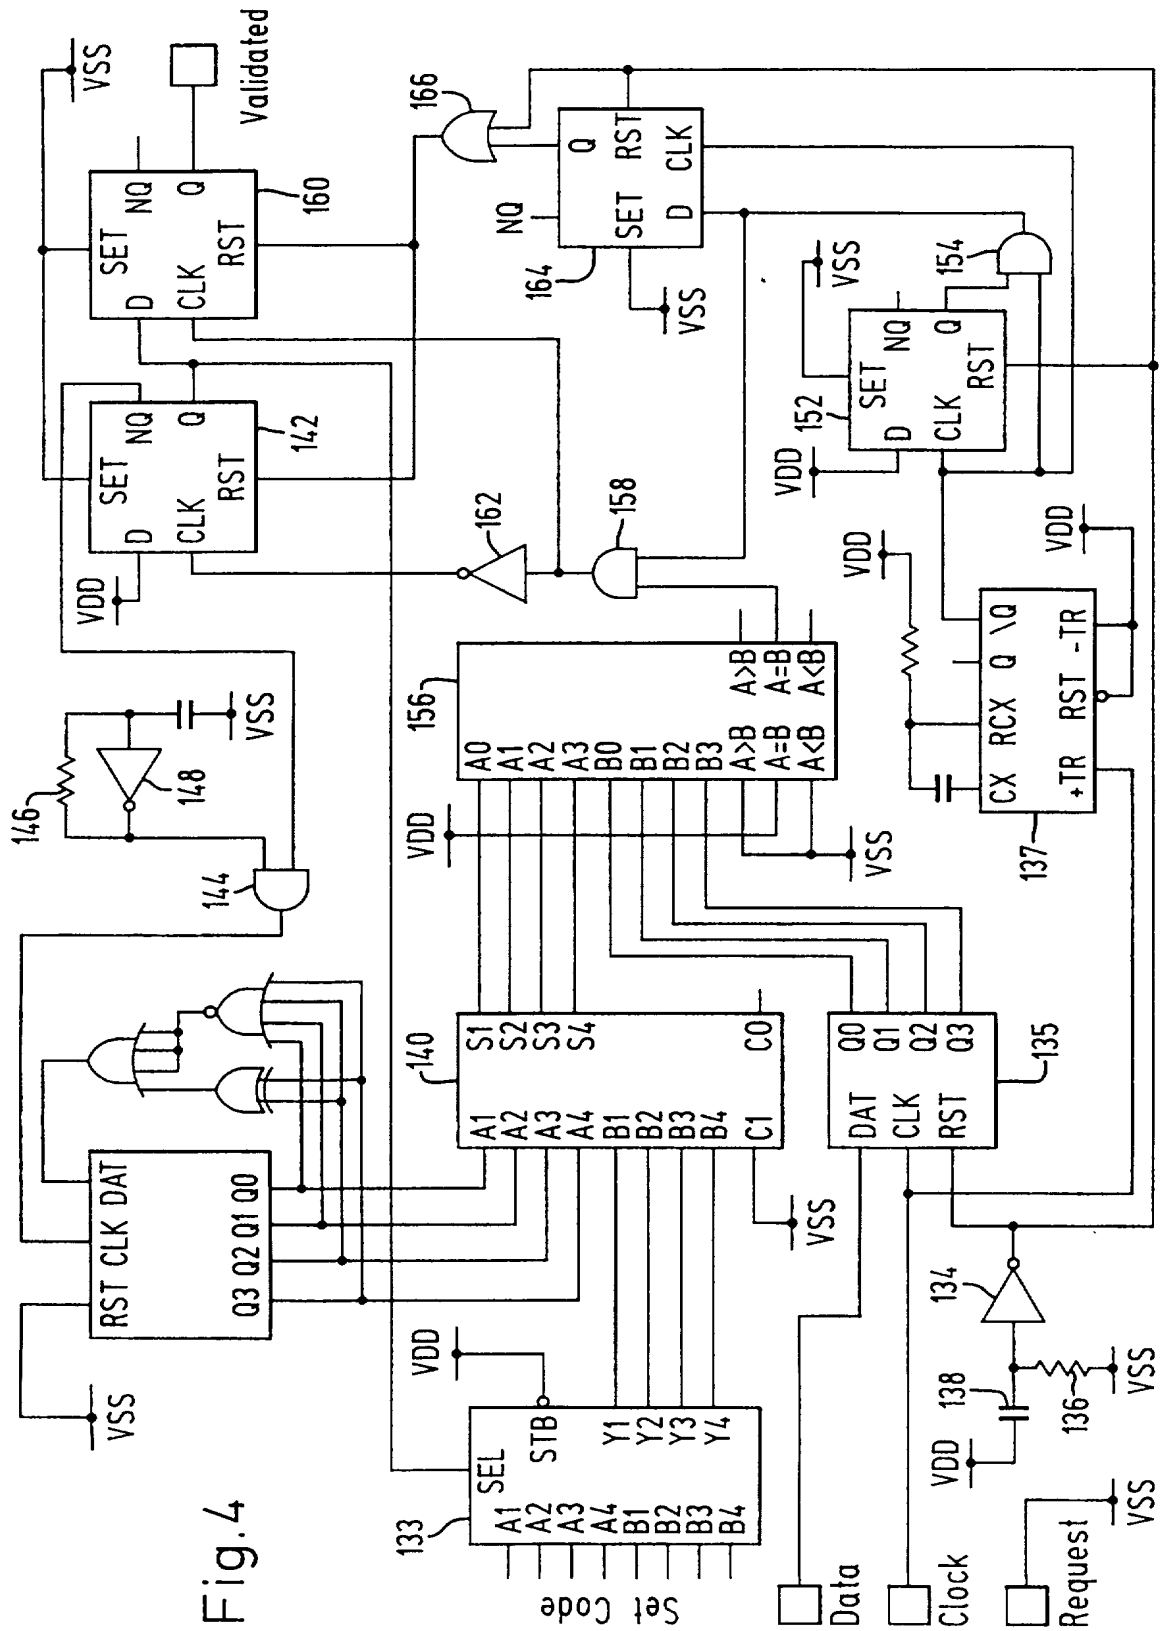 Fig.4
VSS
RST CLK DAT
Q3 Q2 Q1 Q0
144
146
148
VSS
VDD
D
SET
CLK
NQ
Q
RST
142
D
SET
CLK
NQ
Q
RST
160
VSS
Validated
Set Code
133
A1
A2
A3
A4
B1
B2
B3
B4
SEL
STB
Y1
Y2
Y3
Y4
VDD
140
A1
A2
A3
A4
B1
B2
B3
B4
C1
S1
S2
S3
S4
C0
VSS
VDD
VSS
156
A0
A1
A2
A3
B0
B1
B2
B3
A>B
A=B
A<B
A>B
A=B
A<B
162
158
166
NQ
Q
SET
RST
D
CLK
164
VSS
Data
Clock
Request
VSS
VDD
138
136
VSS
134
DAT
CLK
RST
Q0
Q1
Q2
Q3
135
137
CX RCX Q \Q
+TR RST -TR
VDD
VDD
VDD
152
D
SET
CLK
NQ
Q
RST
VSS
154